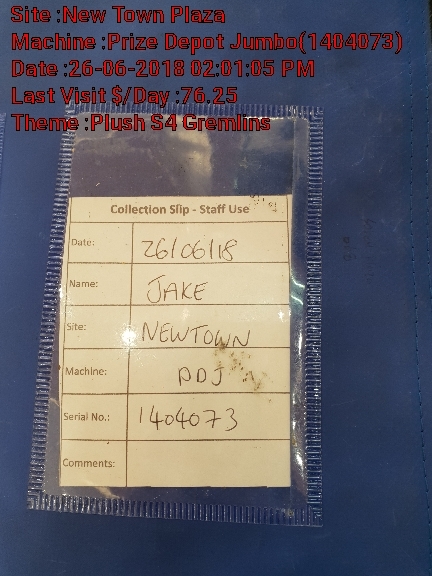 Site :New Town Plaza
Machine :Prize Depot Jumbo(1404073)
Date :26-06-2018 02:01:05 PM
Last Visit $/Day :76.25
Theme :Plush S4 Gremlins
Collection Slip - Staff Use
Date: 26/06/18
Name: JAKE
Site: NEWTOWN
Machine: PDJ
Serial No.: 1404073
Comments: